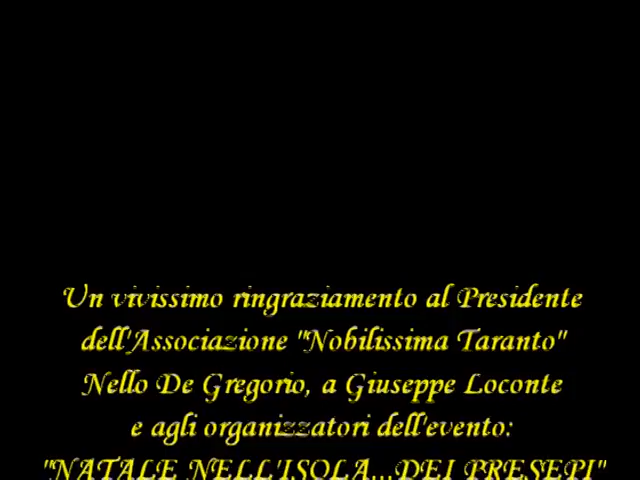 Un vivissimo ringraziamento al Presidente
dell'Associazione "Nobilissima Taranto"
Nello De Gregorio, a Giuseppe Loconte
e agli organizzatori dell'evento:
"NATALE NELL'ISOLA...DEI PRESEPI"